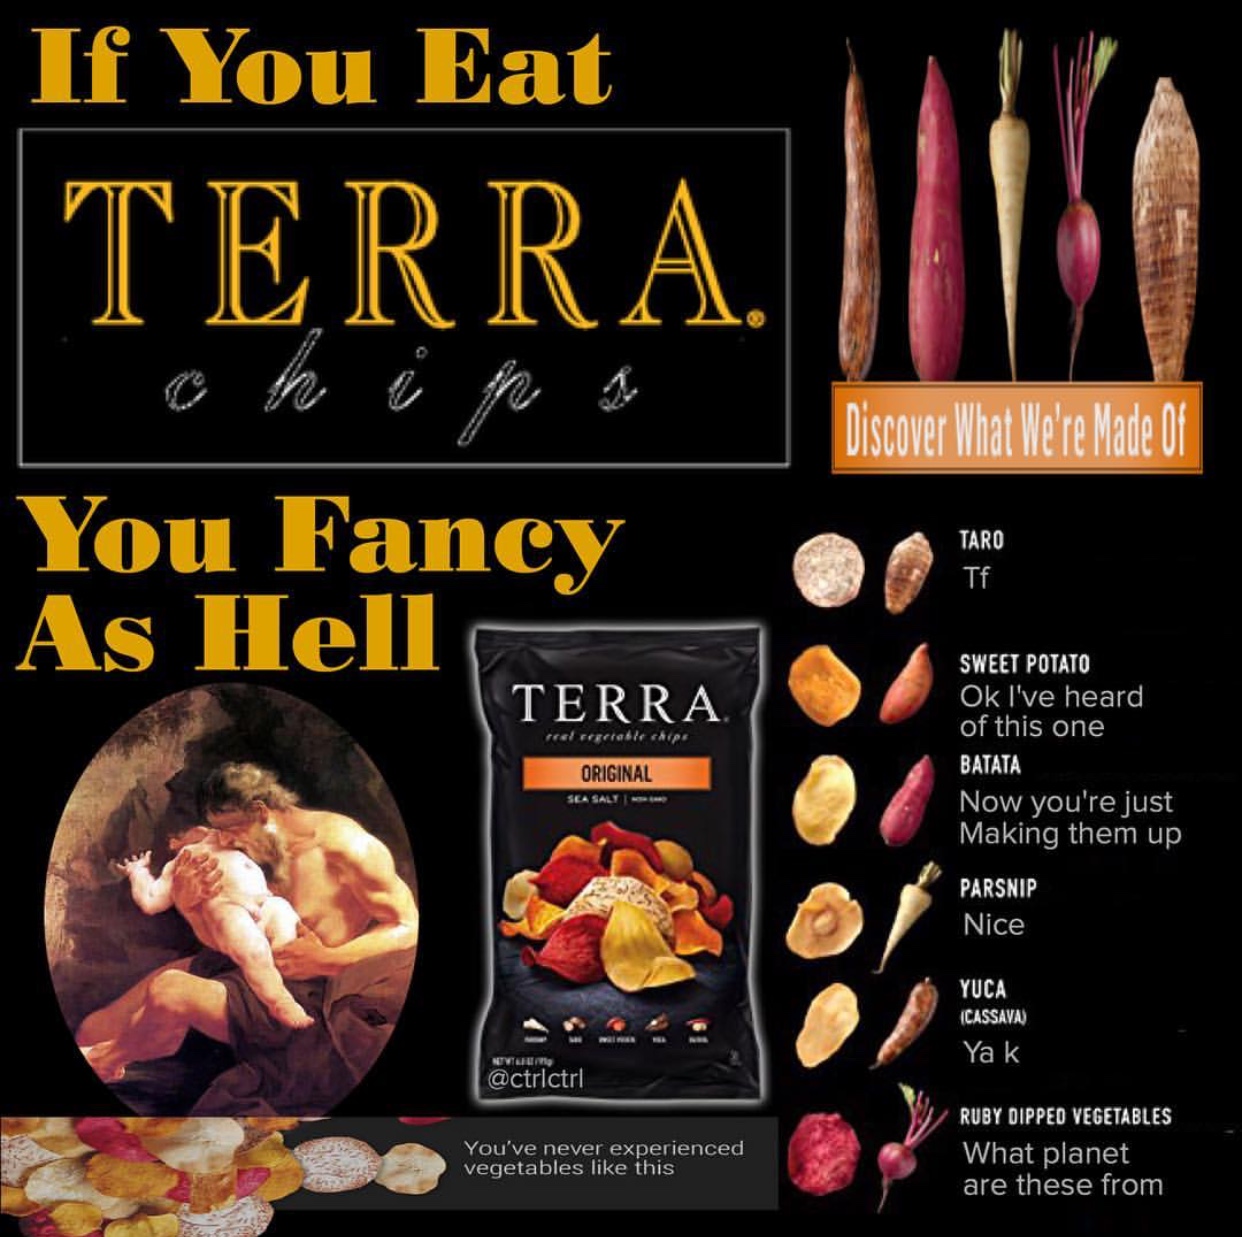 If You Eat
TERRA®
chips
Discover What We're Made Of
You Fancy
As Hell
TERRA
real vegetable chips
ORIGINAL
SEA SALT | NON-GMO
@ctrlctrl
You've never experienced
vegetables like this
TARO
Tf
SWEET POTATO
Ok I've heard
of this one
BATATA
Now you're just
Making them up
PARSNIP
Nice
YUCA
(CASSAVA)
Ya k
RUBY DIPPED VEGETABLES
What planet
are these from